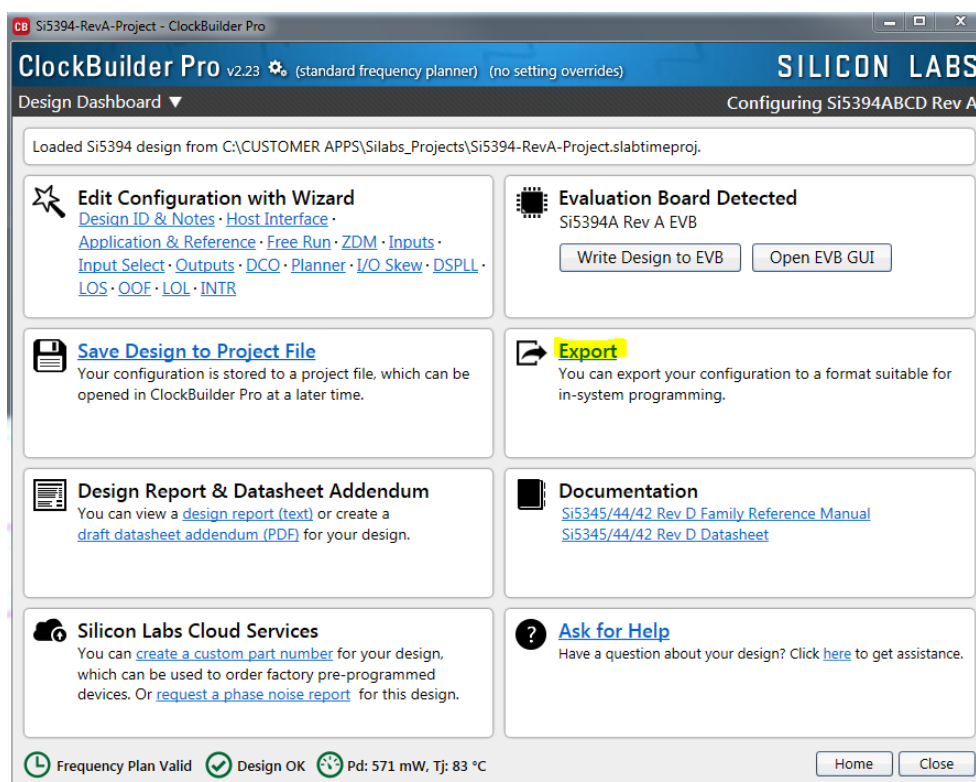 CB Si5394-RevA-Project - ClockBuilder Pro
ClockBuilder Pro v2.23 (standard frequency planner) (no setting overrides)
SILICON LABS
Design Dashboard ▼
Configuring Si5394ABCD Rev A
Loaded Si5394 design from C:\CUSTOMER APPS\Silabs_Projects\Si5394-RevA-Project.slabtimeproj.
Edit Configuration with Wizard
Design ID & Notes · Host Interface ·
Application & Reference · Free Run · ZDM · Inputs ·
Input Select · Outputs · DCO · Planner · I/O Skew · DSPLL ·
LOS · OOF · LOL · INTR
Evaluation Board Detected
Si5394A Rev A EVB
Write Design to EVB
Open EVB GUI
Save Design to Project File
Your configuration is stored to a project file, which can be
opened in ClockBuilder Pro at a later time.
Export
You can export your configuration to a format suitable for
in-system programming.
Design Report & Datasheet Addendum
You can view a design report (text) or create a
draft datasheet addendum (PDF) for your design.
Documentation
Si5345/44/42 Rev D Family Reference Manual
Si5345/44/42 Rev D Datasheet
Silicon Labs Cloud Services
You can create a custom part number for your design,
which can be used to order factory pre-programmed
devices. Or request a phase noise report for this design.
Ask for Help
Have a question about your design? Click here to get assistance.
Frequency Plan Valid
Design OK
Pd: 571 mW, Tj: 83 °C
Home
Close